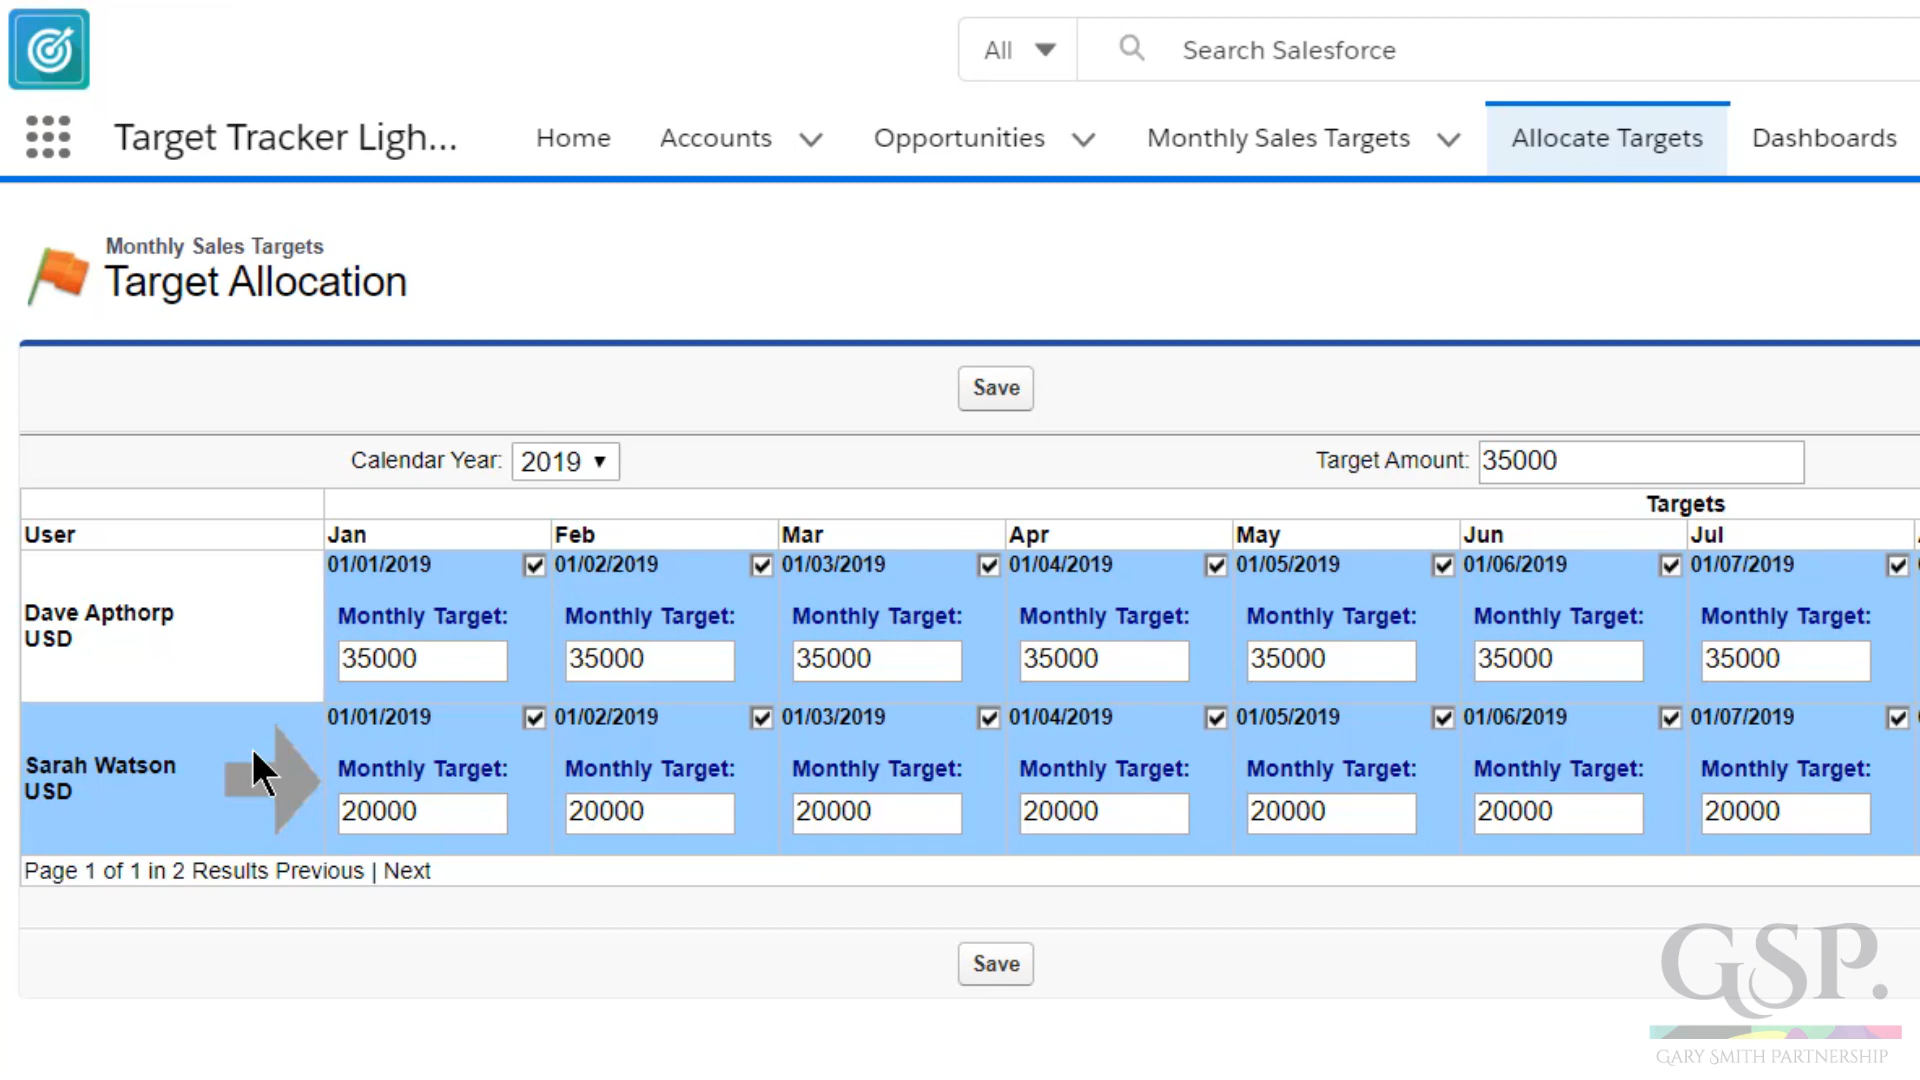 All Search Salesforce
Target Tracker Ligh... Home Accounts Opportunities Monthly Sales Targets Allocate Targets Dashboards
Monthly Sales Targets
Target Allocation
Save
Calendar Year: 2019 Target Amount: 35000
Targets
User Jan Feb Mar Apr May Jun Jul
01/01/2019 01/02/2019 01/03/2019 01/04/2019 01/05/2019 01/06/2019 01/07/2019
Dave Apthorp
USD
Monthly Target: Monthly Target: Monthly Target: Monthly Target: Monthly Target: Monthly Target: Monthly Target:
35000 35000 35000 35000 35000 35000 35000
01/01/2019 01/02/2019 01/03/2019 01/04/2019 01/05/2019 01/06/2019 01/07/2019
Sarah Watson
USD
Monthly Target: Monthly Target: Monthly Target: Monthly Target: Monthly Target: Monthly Target: Monthly Target:
20000 20000 20000 20000 20000 20000 20000
Page 1 of 1 in 2 Results Previous | Next
Save
GSP.
GARY SMITH PARTNERSHIP